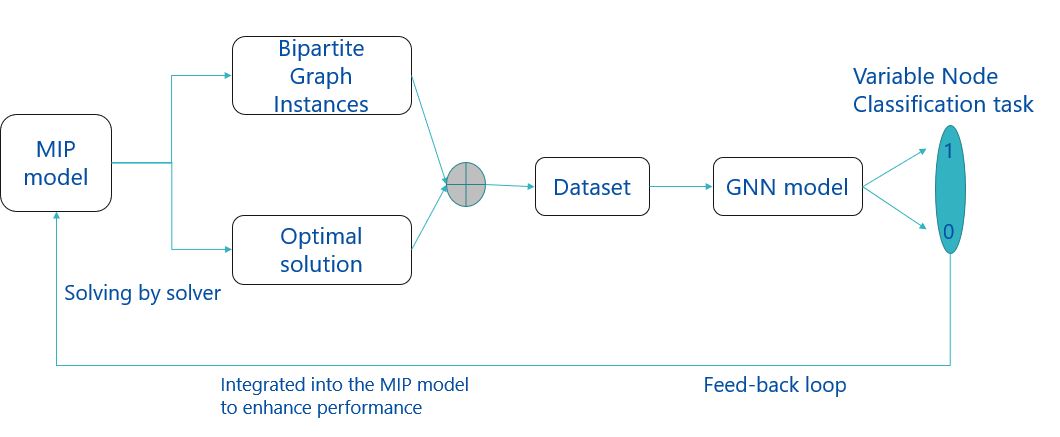 Bipartite
Graph
Instances
Variable Node
Classification task
MIP
model
1
Dataset
GNN model
Optimal
solution
0
Solving by solver
Integrated into the MIP model
to enhance performance
Feed-back loop